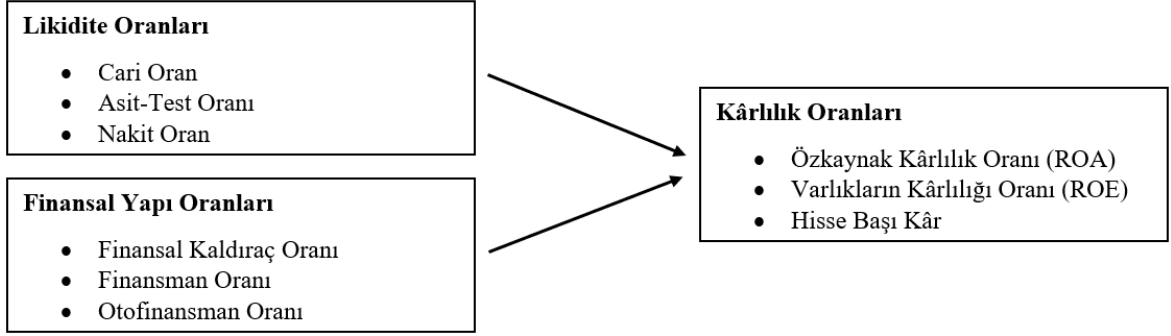 Likidite Oranları
• Cari Oran
• Asit-Test Oranı
• Nakit Oran
Finansal Yapı Oranları
• Finansal Kaldıraç Oranı
• Finansman Oranı
• Otofinansman Oranı
Kârlılık Oranları
• Özkaynak Kârlılık Oranı (ROA)
• Varlıkların Kârlılığı Oranı (ROE)
• Hisse Başı Kâr